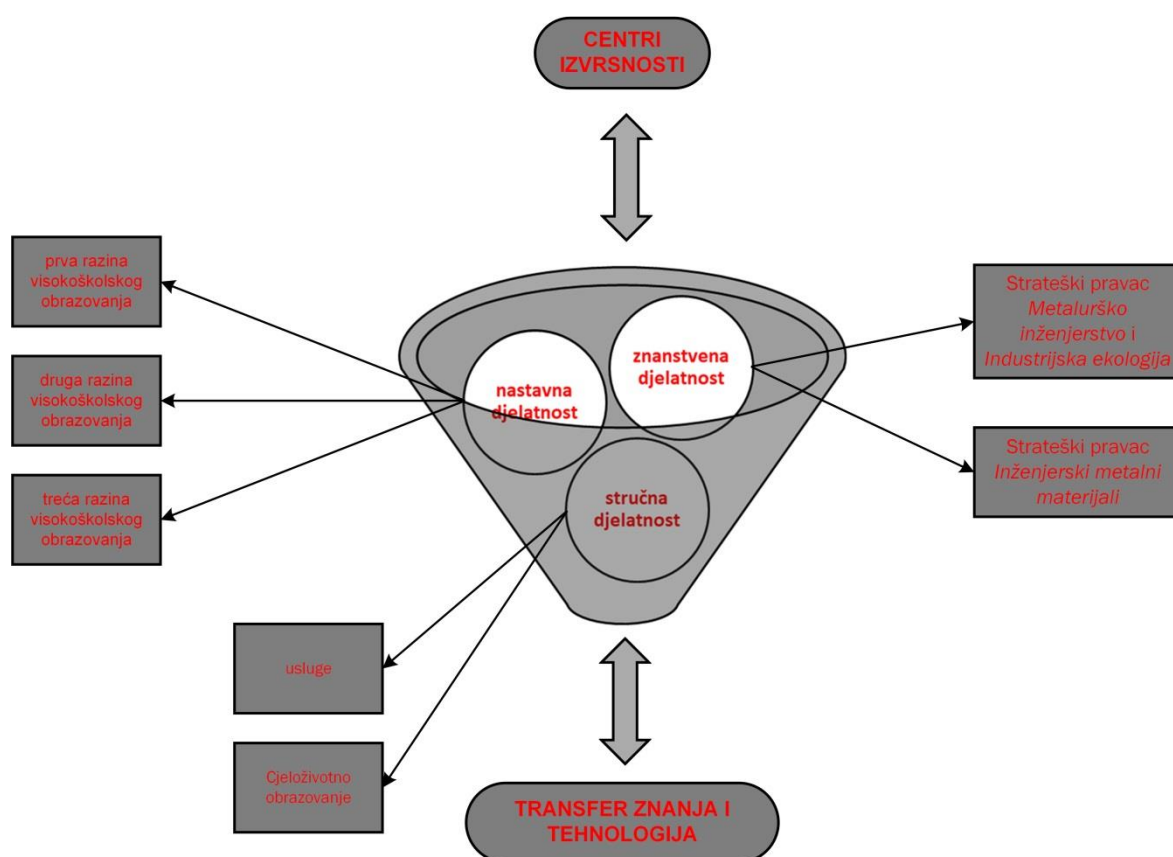 CENTRI
IZVRSNOSTI
prva razina
visokoškolskog
obrazovanja
druga razina
visokoškolskog
obrazovanja
treća razina
visokoškolskog
obrazovanja
nastavna
djelatnost
znanstvena
djelatnost
stručna
djelatnost
Strateški pravac
Metalurško
inženjerstvo i
Industrijska ekologija
Strateški pravac
Inženjerski metalni
materijali
usluge
Cjeloživotno
obrazovanje
TRANSFER ZNANJA I
TEHNOLOGIJA